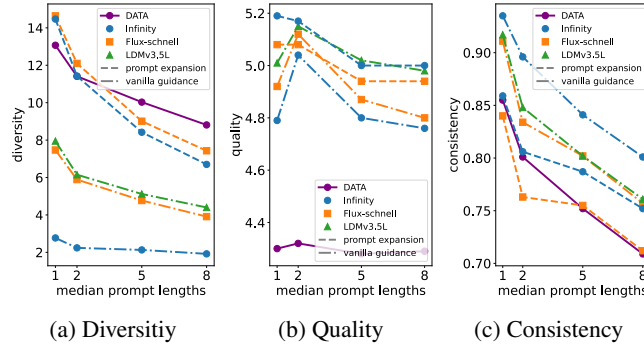 14
12
10
8
6
4
2
diversity
DATA
Infinity
Flux-schnell
LDMv3,5L
prompt expansion
vanilla guidance
1 2 5 8
median prompt lengths
(a) Diversitiy
5.2
5.0
4.8
4.6
4.4
quality
DATA
Infinity
Flux-schnell
LDMv3.5L
prompt expansion
vanilla guidance
1 2 5 8
median prompt lengths
(b) Quality
0.90
0.85
0.80
0.75
0.70
consistency
DATA
Infinity
Flux-schnell
LDMv3,5L
prompt expansion
vanilla guidance
1 2 5 8
median prompt lengths
(c) Consistency